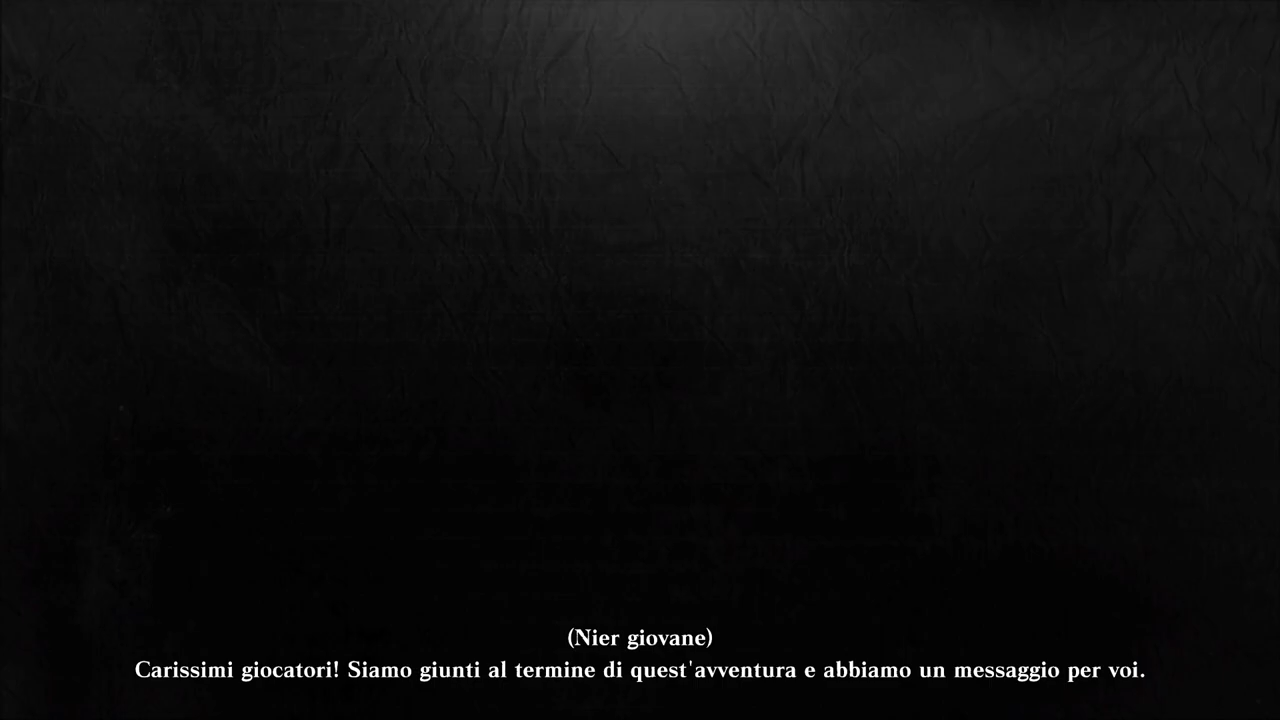 (Nier giovane)
Carissimi giocatori! Siamo giunti al termine di quest'avventura e abbiamo un messaggio per voi.